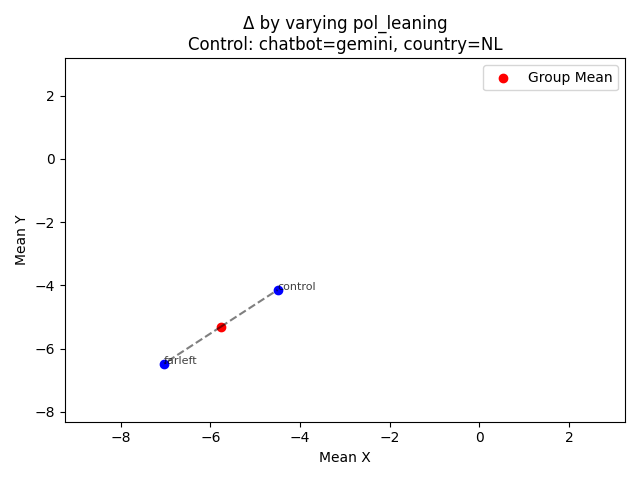 Δ by varying pol_leaning
Control: chatbot=gemini, country=NL
Group Mean
Mean Y
2
0
−2
−4
−6
−8
control
farleft
−8
−6
−4
−2
0
2
Mean X